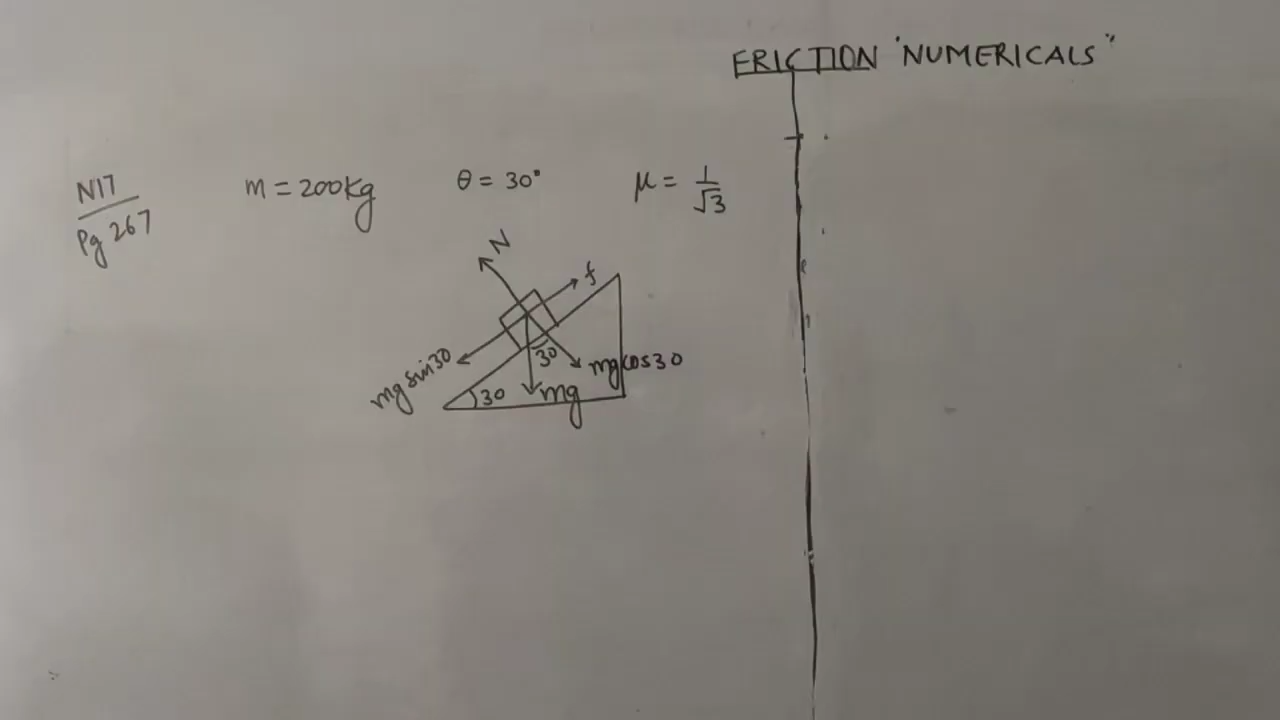 FRICTION "NUMERICALS"
N17
Pg 267
m = 200kg
θ = 30°
μ = 1/√3
N
f
mg sin30
30
mg cos30
30
mg